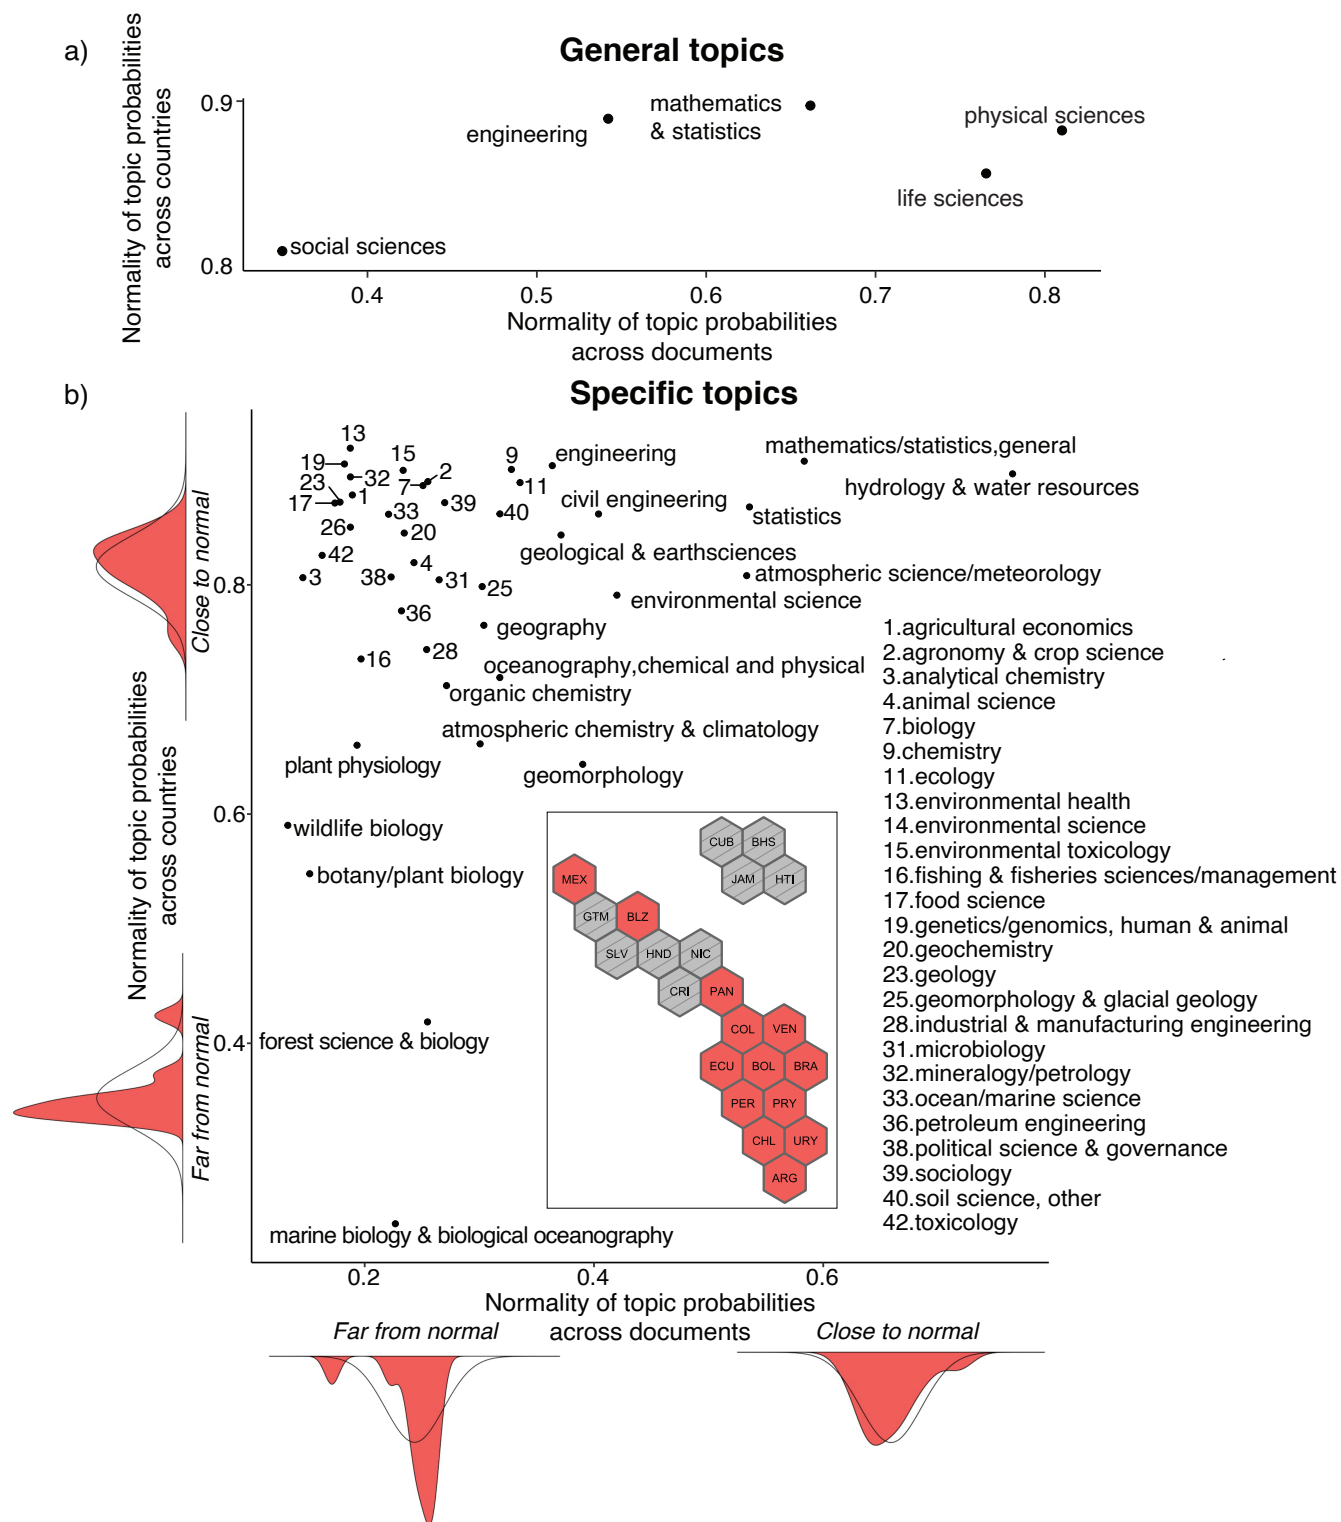 a)
General topics
Normality of topic probabilities
across countries
0.9
0.8
engineering
mathematics
& statistics
physical sciences
life sciences
social sciences
0.4
0.5
0.6
0.7
0.8
Normality of topic probabilities
across documents
b)
Specific topics
Close to normal
Normality of topic probabilities
across countries
Far from normal
0.8
0.6
0.4
13
19
32
15
7
2
9
engineering
mathematics/statistics,general
23
17
1
33
39
11
40
civil engineering
hydrology & water resources
statistics
26
20
geological & earthsciences
42
4
3
38
31
25
atmospheric science/meteorology
environmental science
36
geography
16
28
oceanography,chemical and physical
organic chemistry
atmospheric chemistry & climatology
plant physiology
geomorphology
wildlife biology
botany/plant biology
forest science & biology
marine biology & biological oceanography
CUB
BHS
JAM
HTI
MEX
GTM
BLZ
SLV
HND
NIC
CRI
PAN
COL
VEN
ECU
BOL
BRA
PER
PRY
CHL
URY
ARG
1.agricultural economics
2.agronomy & crop science
3.analytical chemistry
4.animal science
7.biology
9.chemistry
11.ecology
13.environmental health
14.environmental science
15.environmental toxicology
16.fishing & fisheries sciences/management
17.food science
19.genetics/genomics, human & animal
20.geochemistry
23.geology
25.geomorphology & glacial geology
28.industrial & manufacturing engineering
31.microbiology
32.mineralogy/petrology
33.ocean/marine science
36.petroleum engineering
38.political science & governance
39.sociology
40.soil science, other
42.toxicology
0.2
0.4
0.6
Normality of topic probabilities
across documents
Far from normal
Close to normal